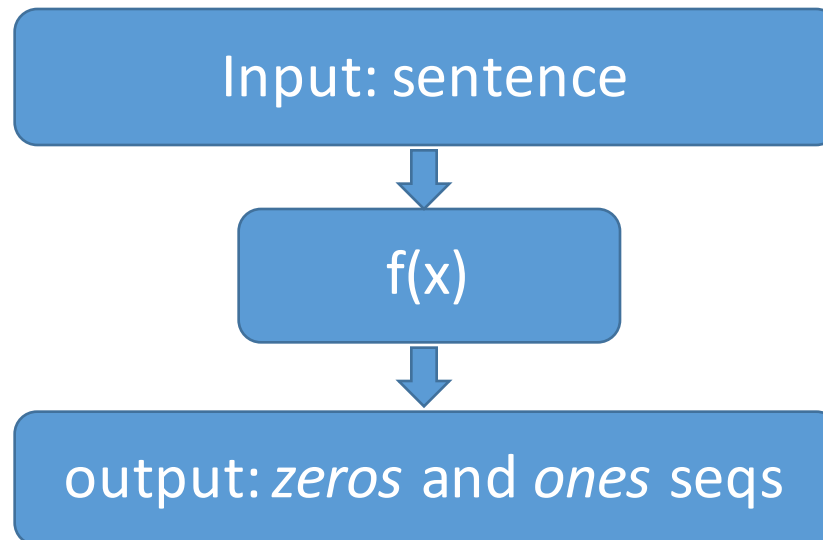 Input: sentence
f(x)
output: zeros and ones seqs